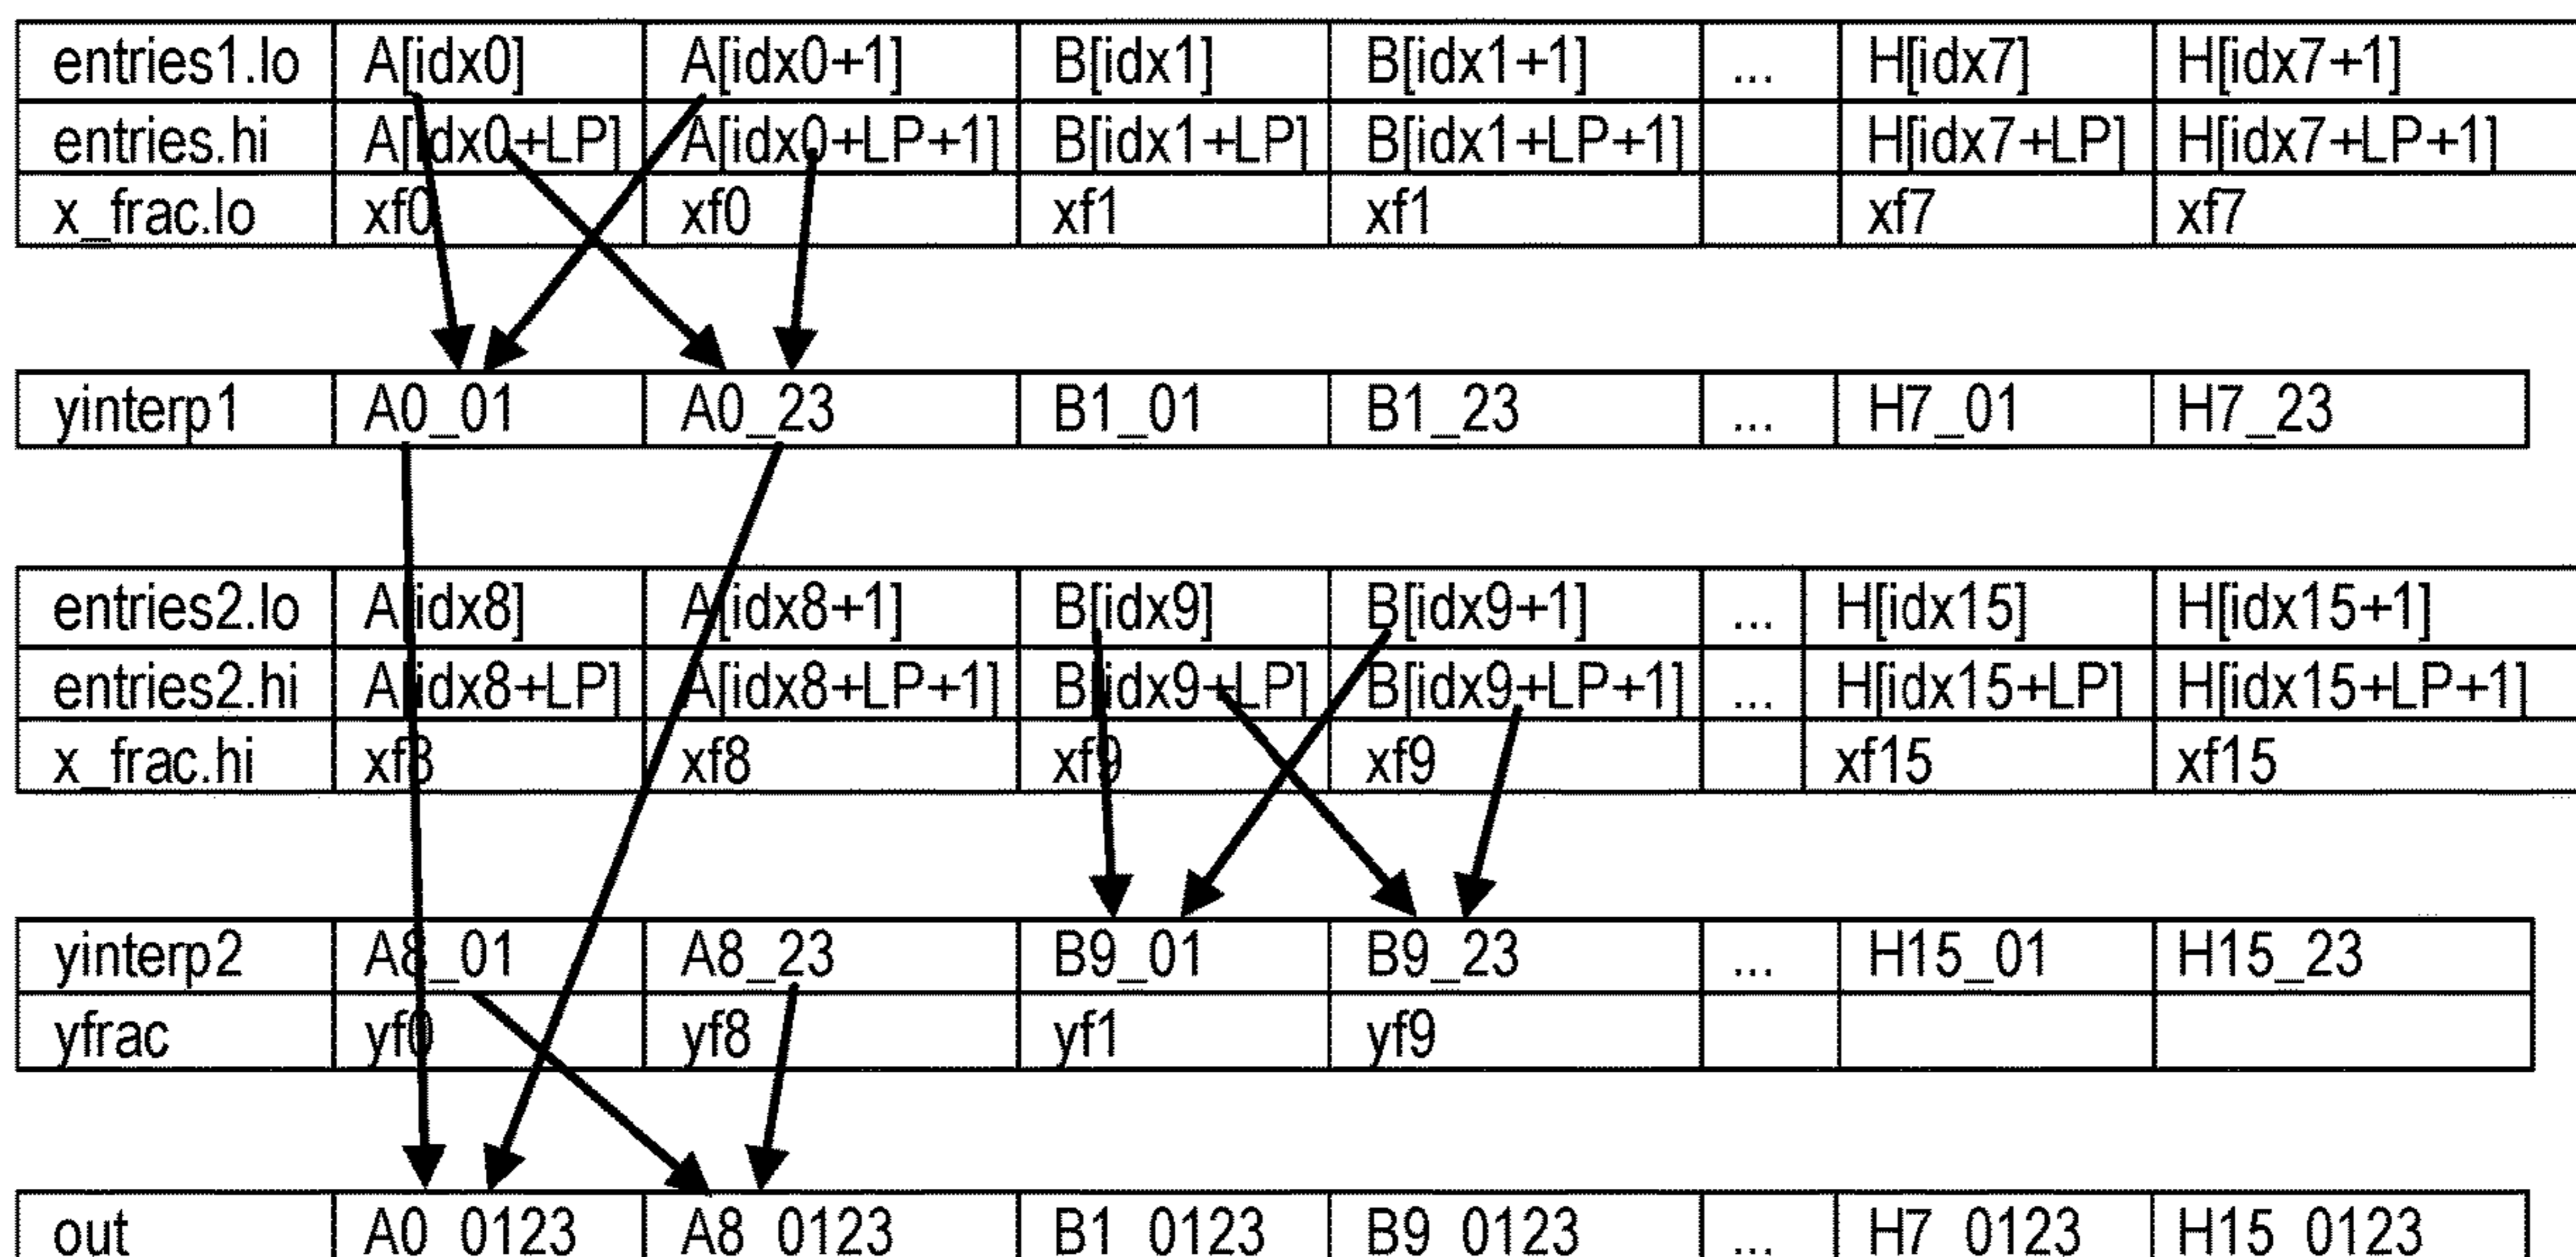 entries1.lo A[idx0] A[idx0+1] B[idx1] B[idx1+1] ... H[idx7] H[idx7+1]
entries.hi A[idx0+LP] A[idx0+LP+1] B[idx1+LP] B[idx1+LP+1] H[idx7+LP] H[idx7+LP+1]
x_frac.lo xf0 xf0 xf1 xf1 xf7 xf7
yinterp1 A0_01 A0_23 B1_01 B1_23 ... H7_01 H7_23
entries2.lo A[idx8] A[idx8+1] B[idx9] B[idx9+1] ... H[idx15] H[idx15+1]
entries2.hi A[idx8+LP] A[idx8+LP+1] B[idx9+LP] B[idx9+LP+1] ... H[idx15+LP] H[idx15+LP+1]
x_frac.hi xf8 xf8 xf9 xf9 xf15 xf15
yinterp2 A8_01 A8_23 B9_01 B9_23 ... H15_01 H15_23
yfrac yf0 yf8 yf1 yf9
out A0_0123 A8_0123 B1_0123 B9_0123 ... H7_0123 H15_0123